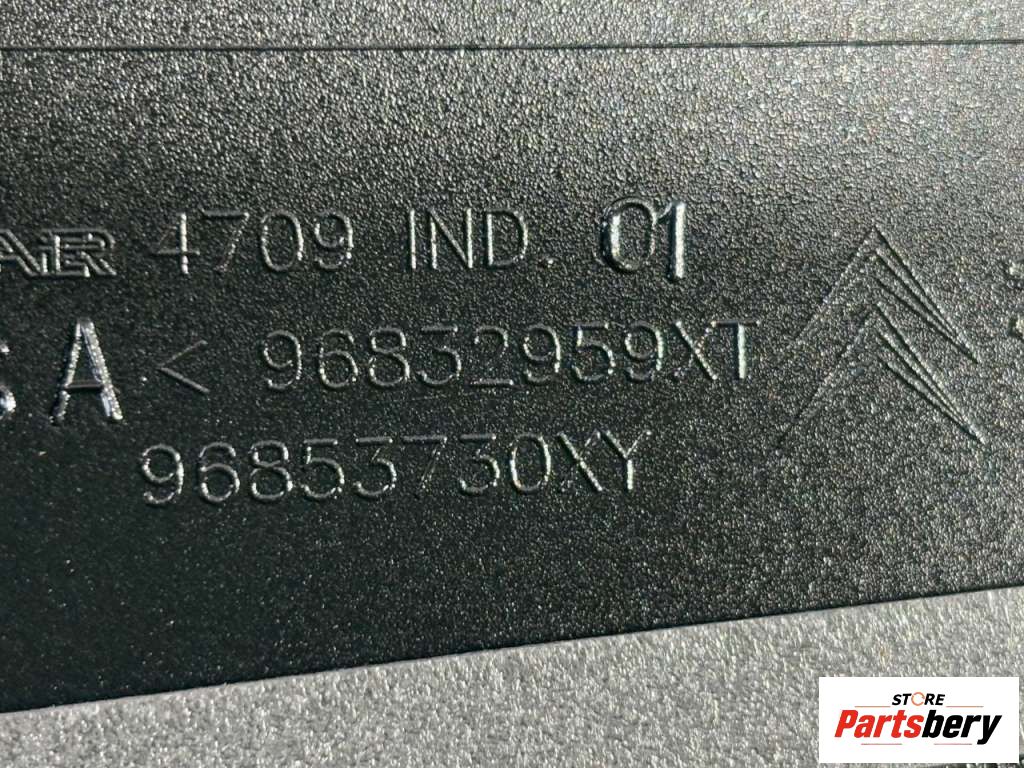 4709 IND. 01
A < 96832959XT
96853730XY
STORE
Partsbery